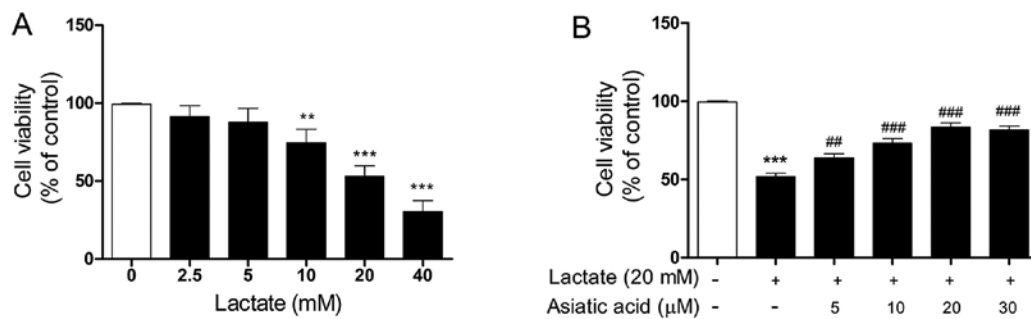 A
150
100
50
0
Cell viability
(% of control)
**
***
***
0 2.5 5 10 20 40
Lactate (mM)
B
150
100
50
0
Cell viability
(% of control)
***
##
###
###
###
Lactate (20 mM) - + + + + +
Asiatic acid (μM) - - 5 10 20 30